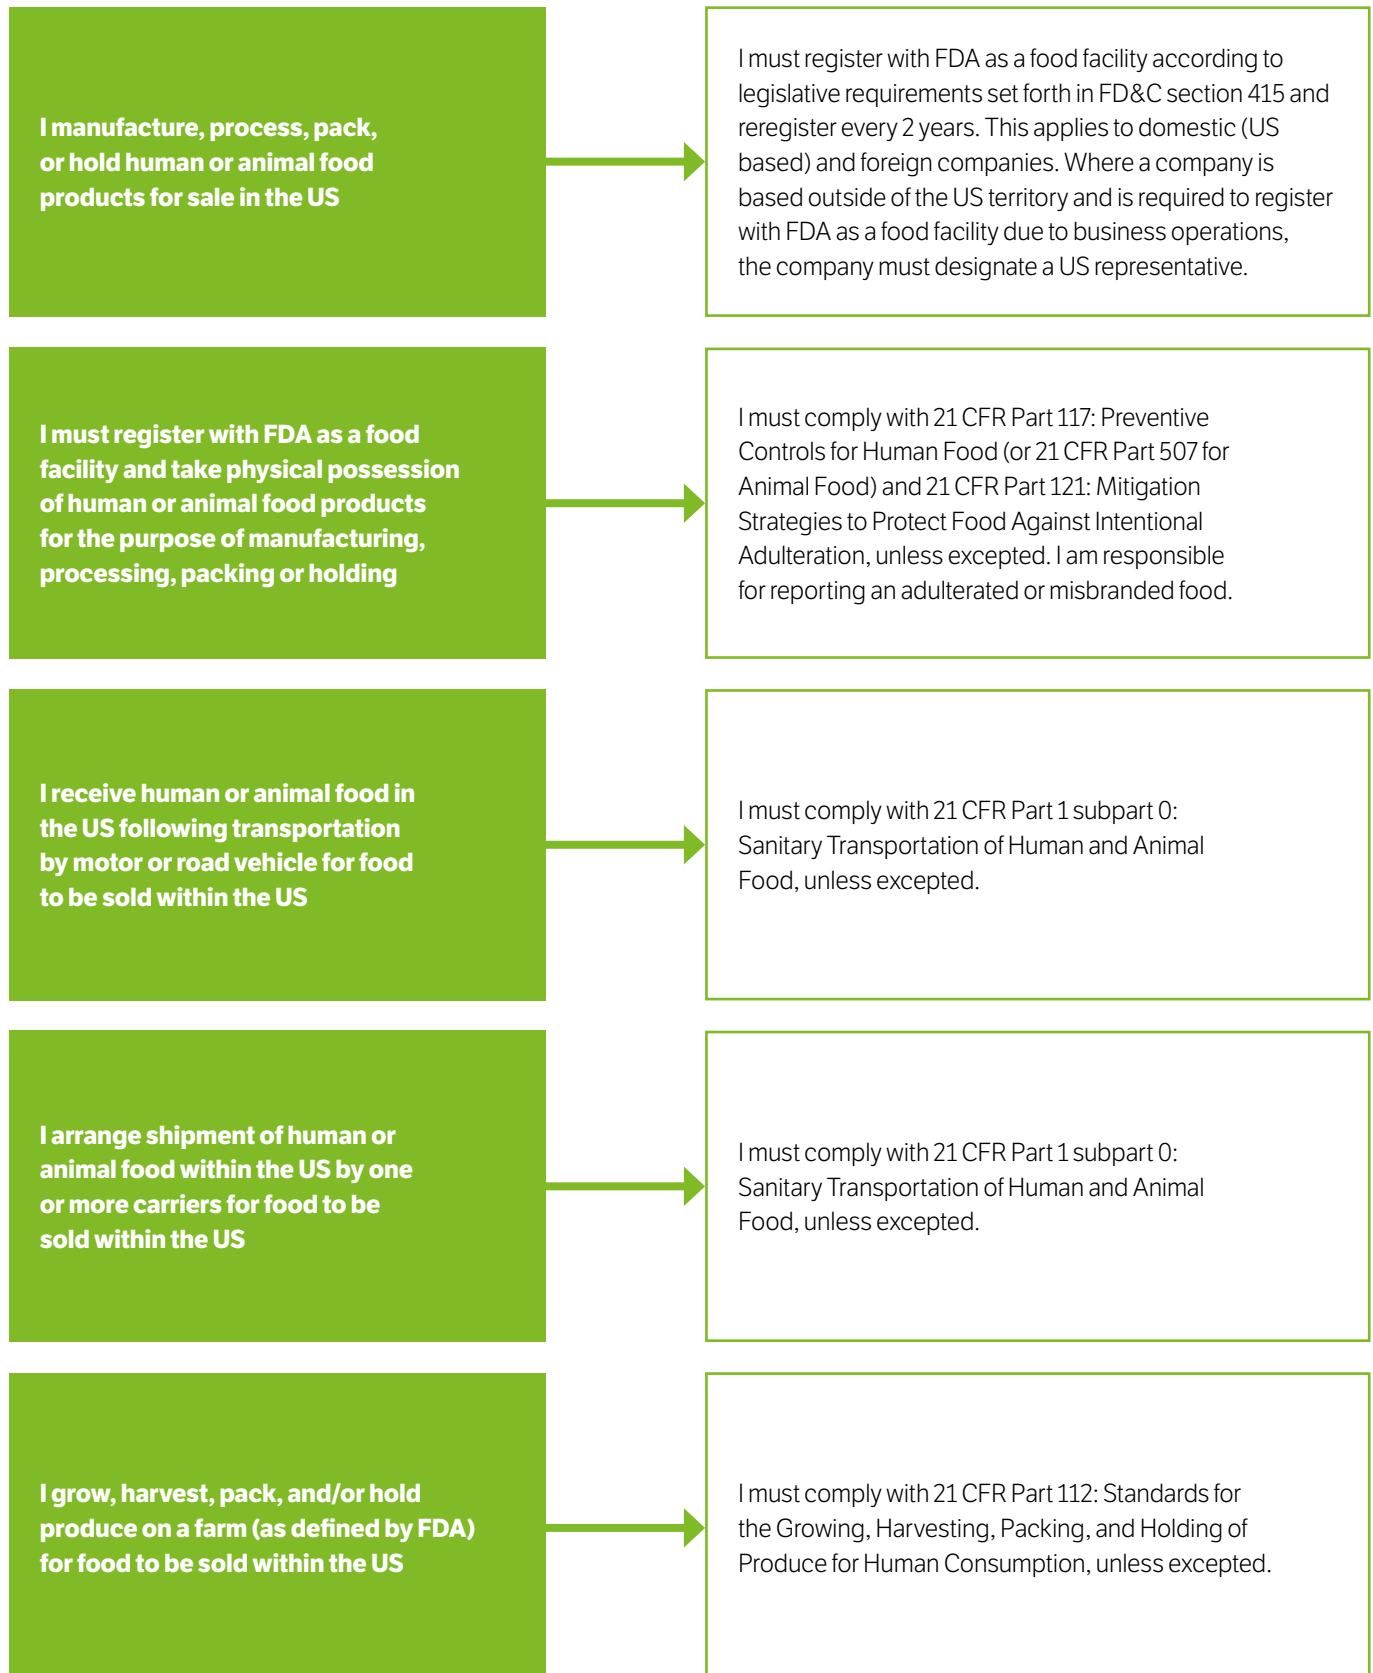 I manufacture, process, pack,
or hold human or animal food
products for sale in the US
I must register with FDA as a food facility according to
legislative requirements set forth in FD&C section 415 and
reregister every 2 years. This applies to domestic (US
based) and foreign companies. Where a company is
based outside of the US territory and is required to register
with FDA as a food facility due to business operations,
the company must designate a US representative.
I must register with FDA as a food
facility and take physical possession
of human or animal food products
for the purpose of manufacturing,
processing, packing or holding
I must comply with 21 CFR Part 117: Preventive
Controls for Human Food (or 21 CFR Part 507 for
Animal Food) and 21 CFR Part 121: Mitigation
Strategies to Protect Food Against Intentional
Adulteration, unless excepted. I am responsible
for reporting an adulterated or misbranded food.
I receive human or animal food in
the US following transportation
by motor or road vehicle for food
to be sold within the US
I must comply with 21 CFR Part 1 subpart 0:
Sanitary Transportation of Human and Animal
Food, unless excepted.
I arrange shipment of human or
animal food within the US by one
or more carriers for food to be
sold within the US
I must comply with 21 CFR Part 1 subpart 0:
Sanitary Transportation of Human and Animal
Food, unless excepted.
I grow, harvest, pack, and/or hold
produce on a farm (as defined by FDA)
for food to be sold within the US
I must comply with 21 CFR Part 112: Standards for
the Growing, Harvesting, Packing, and Holding of
Produce for Human Consumption, unless excepted.